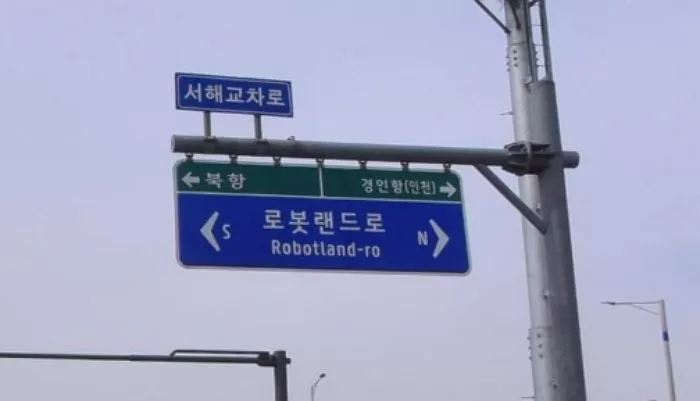 서해교차로
← 북항
경인항(인천) →
로봇랜드로
S
N
Robotland-ro